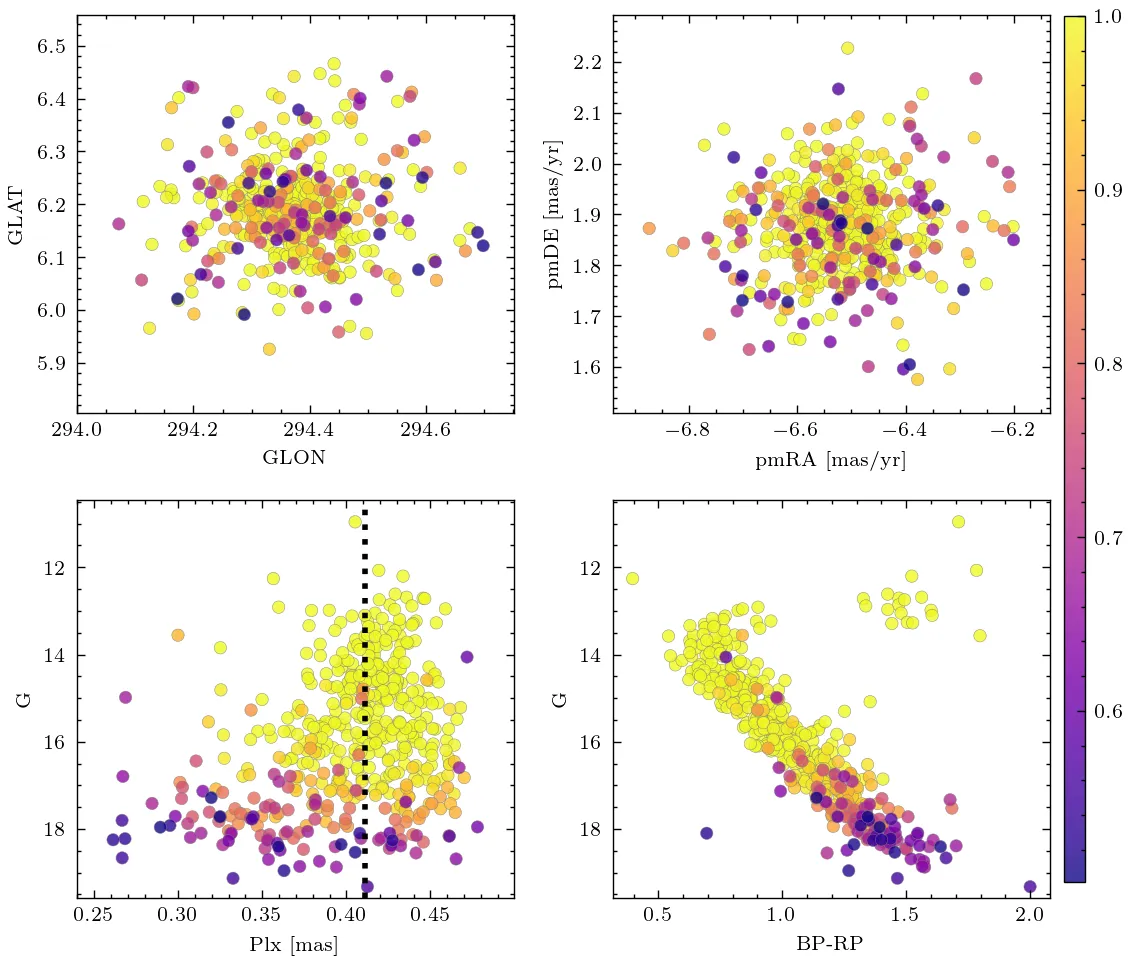 6.5
6.4
6.3
6.2
6.1
6.0
5.9
GLAT
294.0 294.2 294.4 294.6
GLON
2.2
2.1
2.0
1.9
1.8
1.7
1.6
pmDE [mas/yr]
−6.8 −6.6 −6.4 −6.2
pmRA [mas/yr]
1.0
0.9
0.8
0.7
0.6
12
14
16
18
G
0.25 0.30 0.35 0.40 0.45
Plx [mas]
12
14
16
18
G
0.5 1.0 1.5 2.0
BP-RP